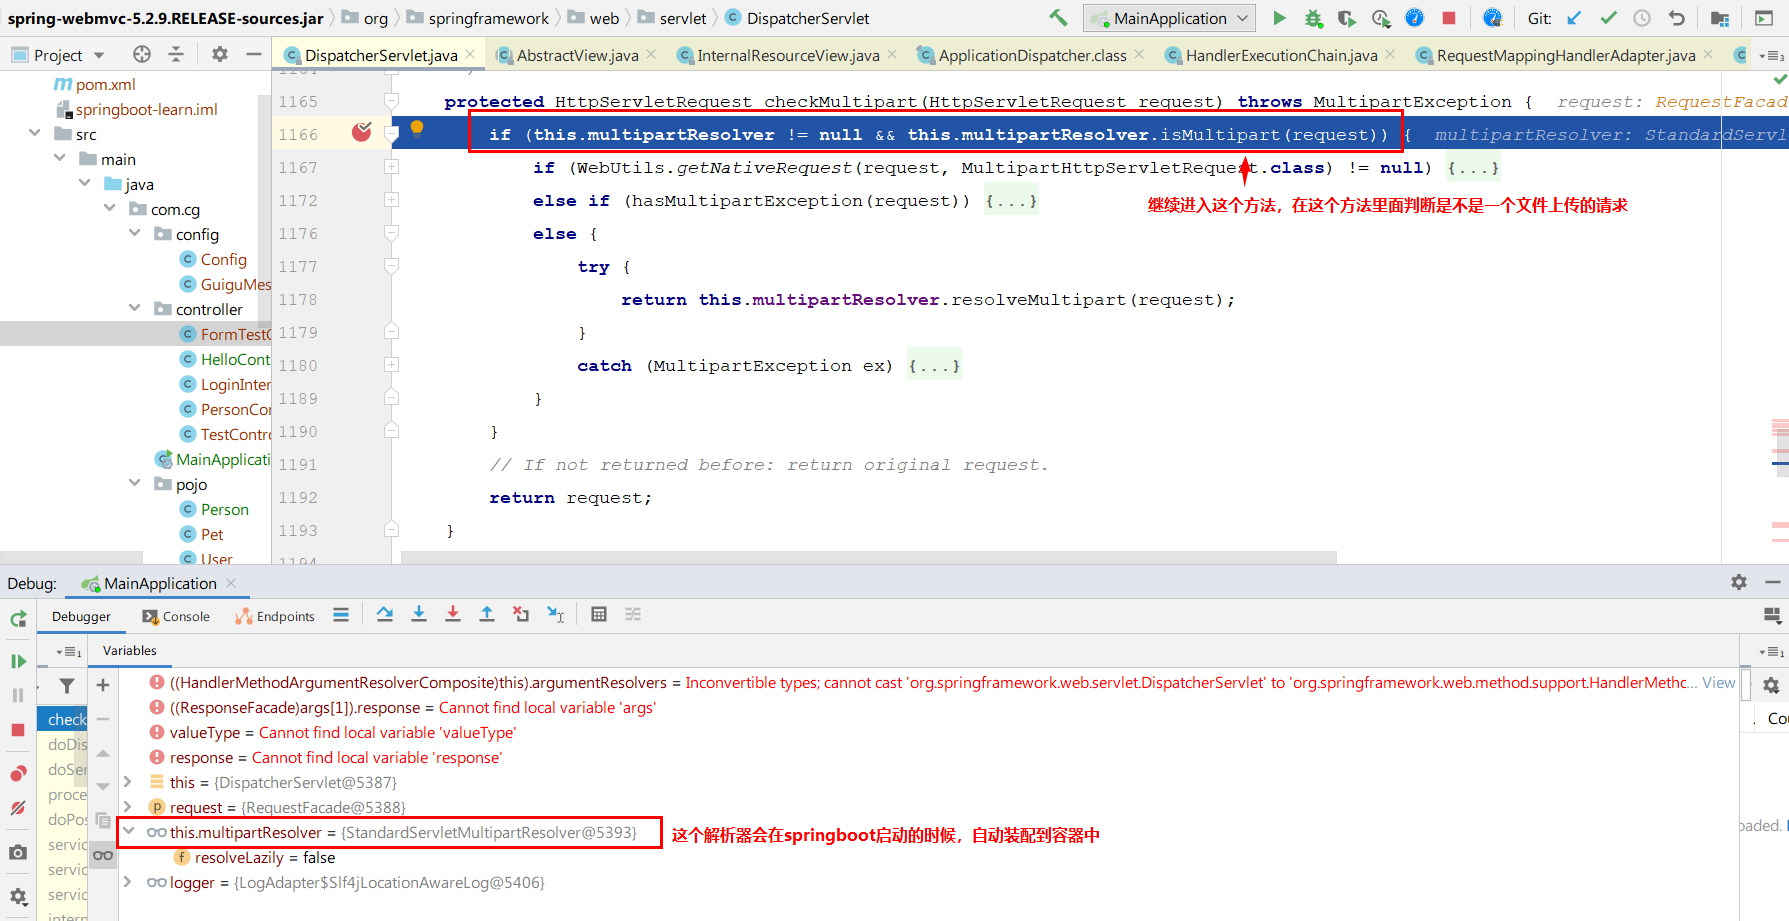 spring-webmvc-5.2.9.RELEASE-sources.jar org springframework web servlet DispatcherServlet MainApplication Git:
Project DispatcherServlet.java AbstractView.java InternalResourceView.java ApplicationDispatcher.class HandlerExecutionChain.java RequestMappingHandlerAdapter.java
pom.xml
springboot-learn.iml
src
main
java
com.cg
config
Config
GuiguMes
controller
FormTestC
HelloCont
LoginInter
PersonCor
TestContro
MainApplicati
pojo
Person
Pet
User
1165 protected HttpServletRequest checkMultipart(HttpServletRequest request) throws MultipartException { request: RequestFacad
1166 if (this.multipartResolver != null && this.multipartResolver.isMultipart(request)) { multipartResolver: StandardServl
1167 if (WebUtils.getNativeRequest(request, MultipartHttpServletRequest.class) != null) {...}
1172 else if (hasMultipartException(request)) {...}
继续进入这个方法，在这个方法里面判断是不是一个文件上传的请求
1176 else {
1177 try {
1178 return this.multipartResolver.resolveMultipart(request);
1179 }
1180 catch (MultipartException ex) {...}
1189 }
1190 }
1191 // If not returned before: return original request.
1192 return request;
1193 }
1194
Debug: MainApplication
Debugger Console Endpoints
Variables
((HandlerMethodArgumentResolverComposite)this).argumentResolvers = Inconvertible types; cannot cast 'org.springframework.web.servlet.DispatcherServlet' to 'org.springframework.web.method.support.HandlerMethc... View
((ResponseFacade)args[1]).response = Cannot find local variable 'args'
valueType = Cannot find local variable 'valueType'
response = Cannot find local variable 'response'
this = {DispatcherServlet@5387}
request = {RequestFacade@5388}
this.multipartResolver = {StandardServletMultipartResolver@5393} 这个解析器会在springboot启动的时候，自动装配到容器中
resolveLazily = false
logger = {LogAdapter$Slf4jLocationAwareLog@5406}
check
doDis
doSer
proce
doPos
servic
servic
servic
intern
Cou
oaded.